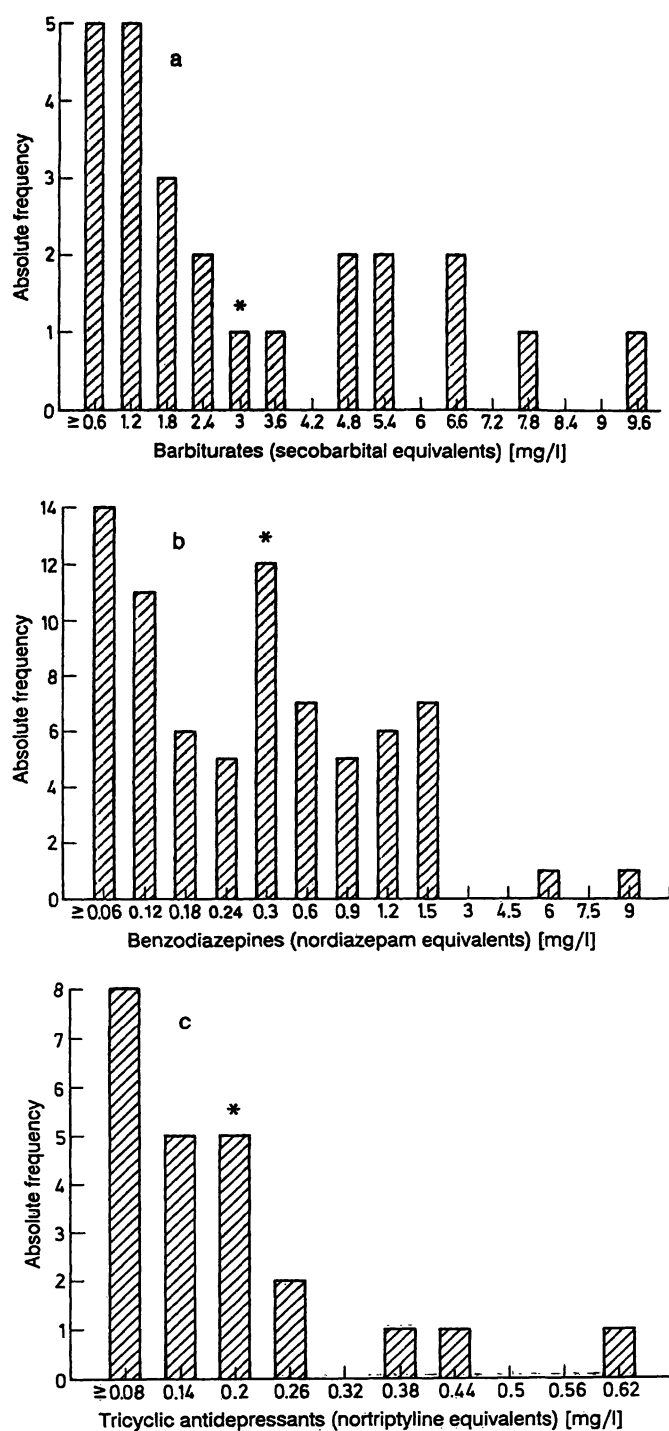 a
Absolute frequency
5
4
3
2
1
0
*
≥ 0.6 1.2 1.8 2.4 3 3.6 4.2 4.8 5.4 6 6.6 7.2 7.8 8.4 9 9.6
Barbiturates (secobarbital equivalents) [mg/l]
b
Absolute frequency
14
12
10
8
6
4
2
0
*
≥ 0.06 0.12 0.18 0.24 0.3 0.6 0.9 1.2 1.5 3 4.5 6 7.5 9
Benzodiazepines (nordiazepam equivalents) [mg/l]
c
Absolute frequency
8
7
6
5
4
3
2
1
0
*
≥ 0.08 0.14 0.2 0.26 0.32 0.38 0.44 0.5 0.56 0.62
Tricyclic antidepressants (nortriptyline equivalents) [mg/l]